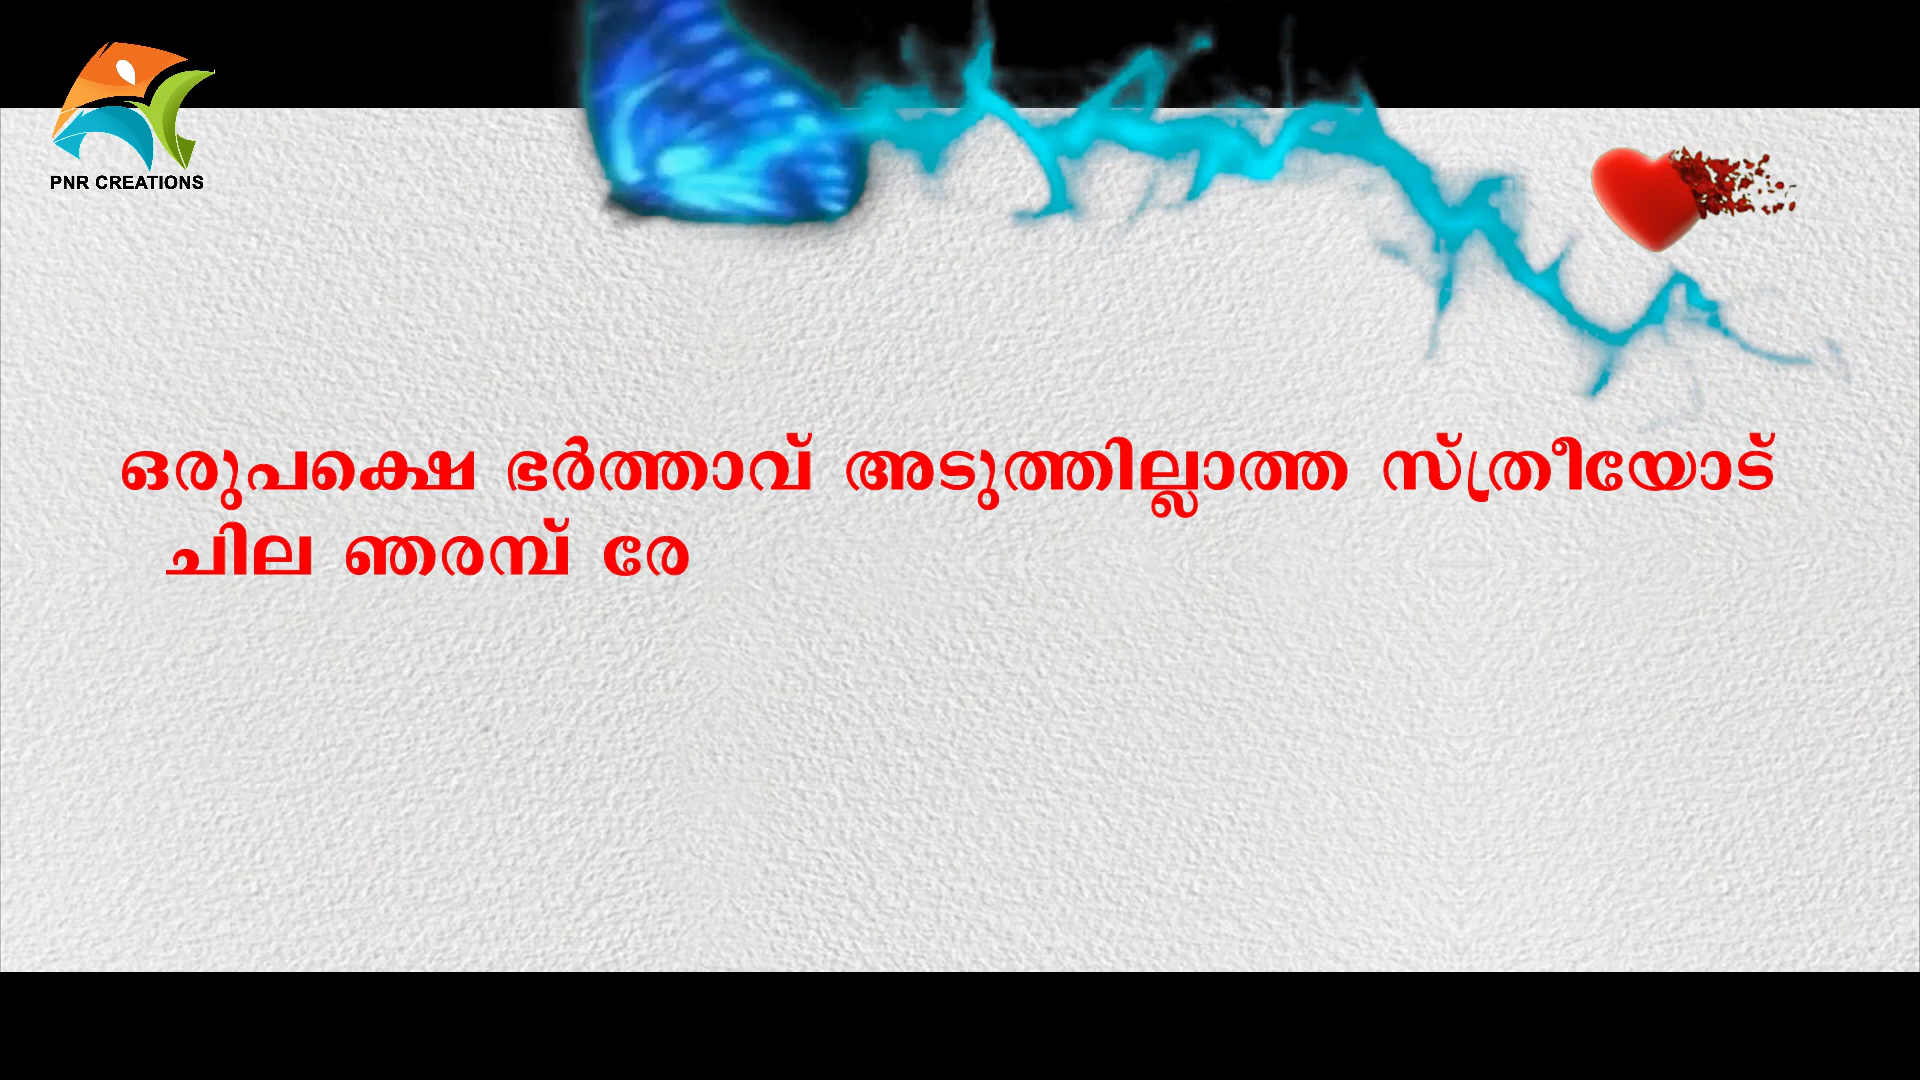 PNR CREATIONS
ഒരുപക്ഷെ ഭർത്താവ് അടുത്തില്ലാത്ത സ്ത്രീയോട്
ചില ഞരമ്പ് രേ